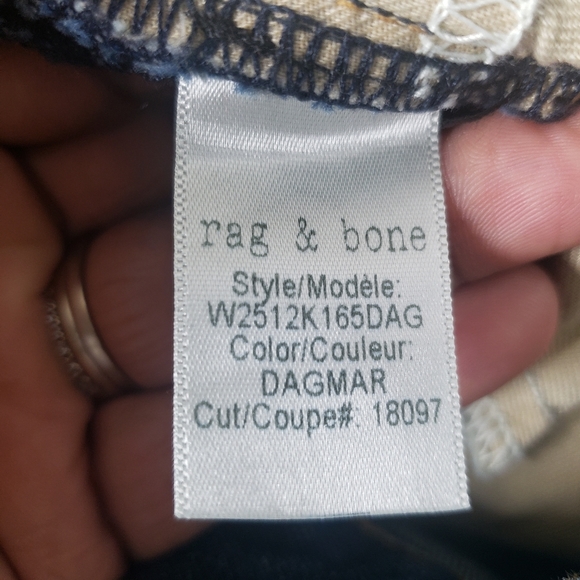 rag & bone
Style/Modèle:
W2512K165DAG
Color/Couleur:
DAGMAR
Cut/Coupe#: 18097